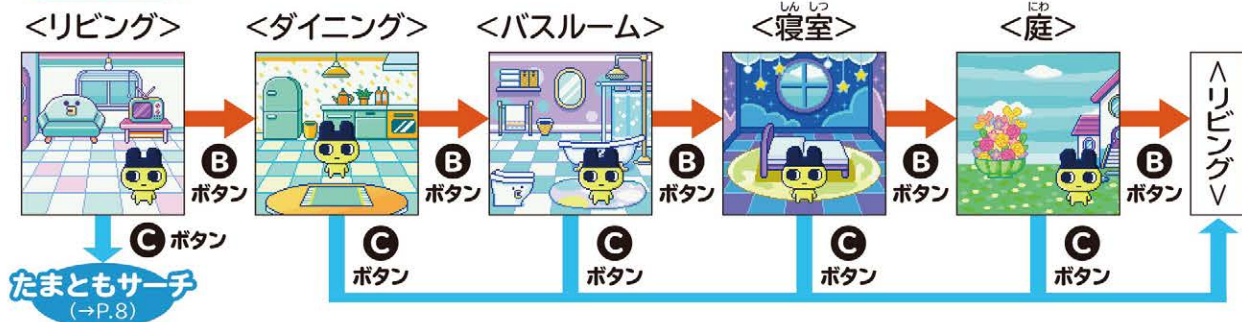 <リビング>
<ダイニング>
<バスルーム>
しんしつ
<寝室>
にわ
<庭>
<リビング>
B
ボタン
B
ボタン
B
ボタン
B
ボタン
B
ボタン
C ボタン
C
ボタン
C
ボタン
C
ボタン
C
ボタン
たまともサーチ
(→P.8)